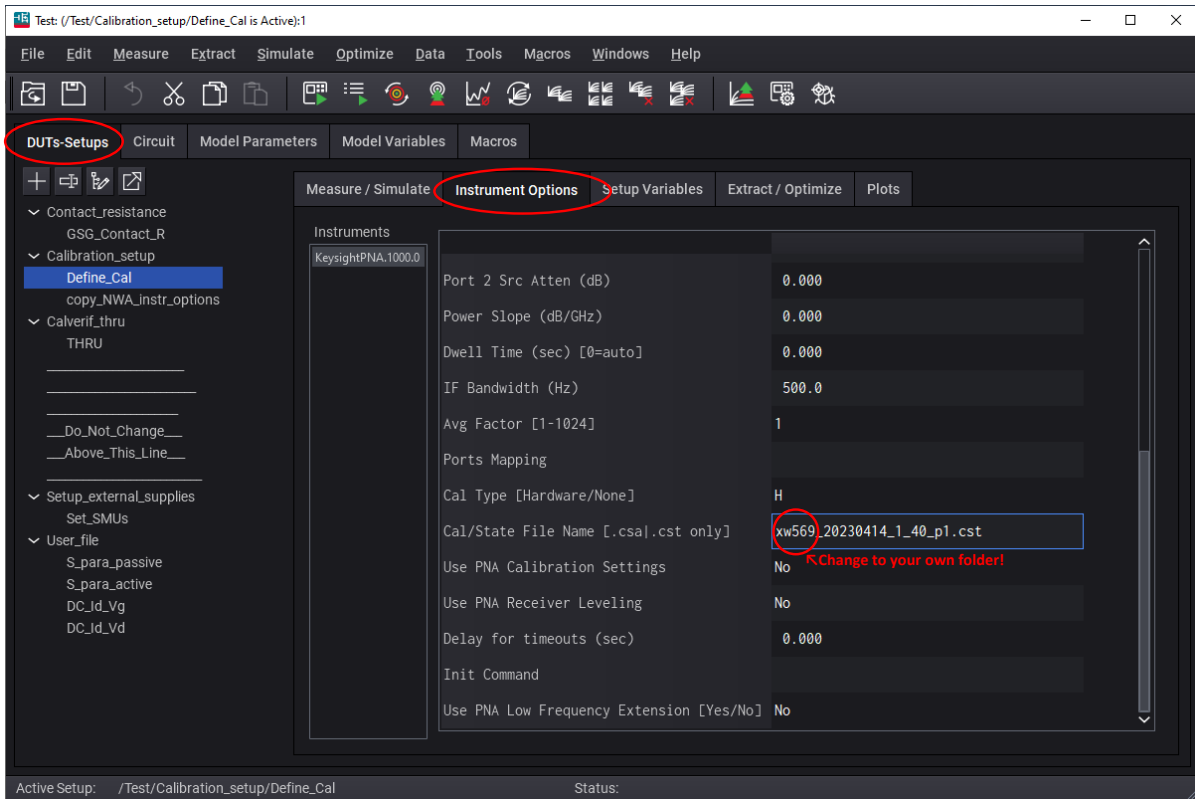 Test: (/Test/Calibration_setup/Define_Cal is Active):1
File Edit Measure Extract Simulate Optimize Data Tools Macros Windows Help
DUTs-Setups Circuit Model Parameters Model Variables Macros
Measure / Simulate Instrument Options Setup Variables Extract / Optimize Plots
Contact_resistance
GSG_Contact_R
Calibration_setup
Define_Cal
copy_NWA_instr_options
Calverif_thru
THRU
___Do_Not_Change___
___Above_This_Line___
Setup_external_supplies
Set_SMUs
User_file
S_para_passive
S_para_active
DC_Id_Vg
DC_Id_Vd
Instruments
KeysightPNA.1000.0
Port 2 Src Atten (dB) 0.000
Power Slope (dB/GHz) 0.000
Dwell Time (sec) [0=auto] 0.000
IF Bandwidth (Hz) 500.0
Avg Factor [1-1024] 1
Ports Mapping
Cal Type [Hardware/None] H
Cal/State File Name [.csa|.cst only] xw569_20230414_1_40_p1.cst
Use PNA Calibration Settings No
↖Change to your own folder!
Use PNA Receiver Leveling No
Delay for timeouts (sec) 0.000
Init Command
Use PNA Low Frequency Extension [Yes/No] No
Active Setup: /Test/Calibration_setup/Define_Cal Status: